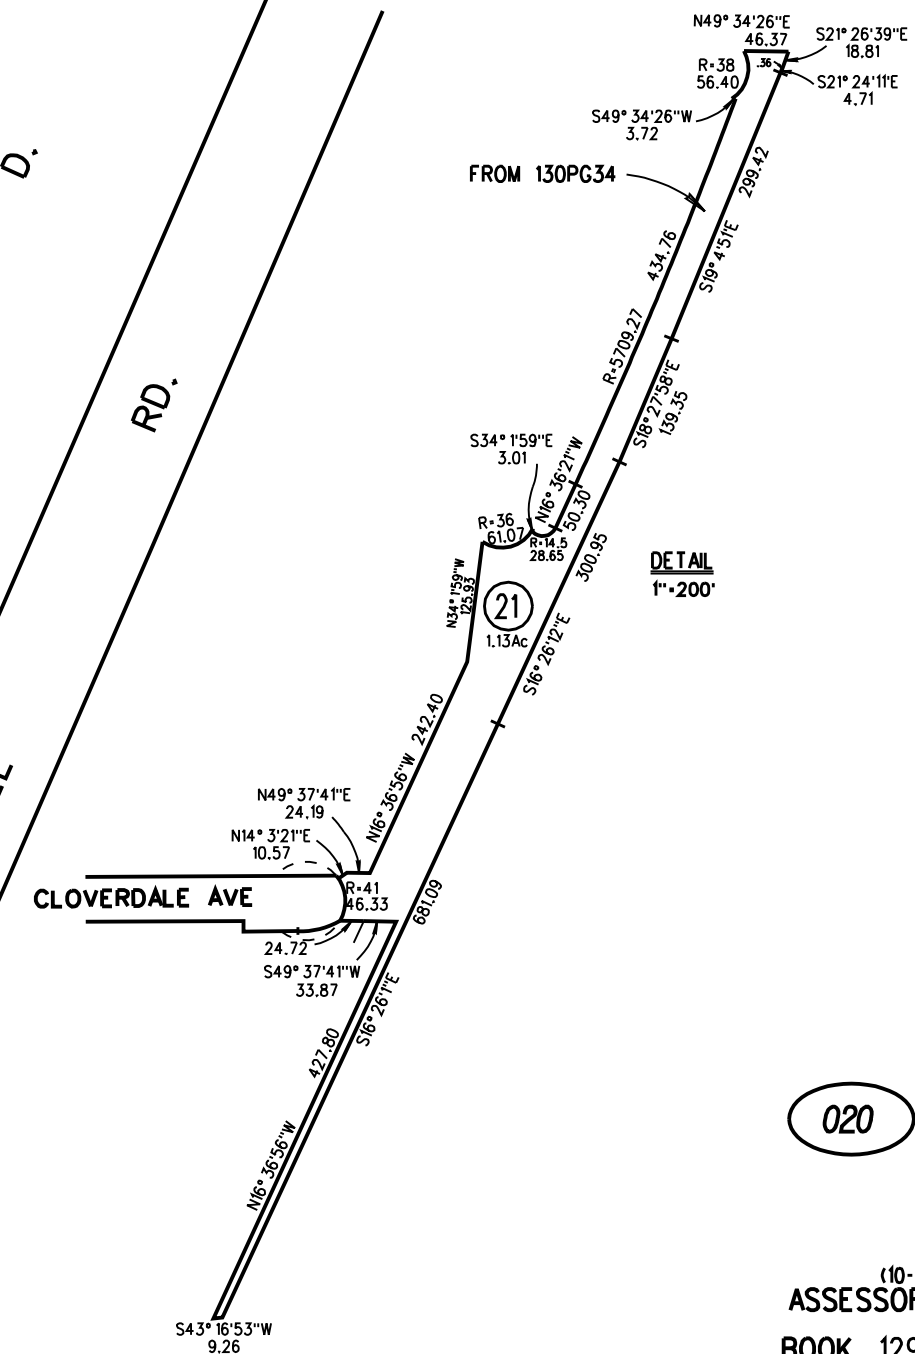 N49° 34'26"E
46.37
S21° 26'39"E
18.81
R=38
56.40
.36
S21° 24'11"E
4.71
S49° 34'26"W
3.72
D.
FROM 130PG34
299.42
S19° 4'51"E
434.76
R=5709.27
RD.
S18° 27'58"E
139.35
S34° 1'59"E
3.01
N16° 36'21"W
50.30
R=36
61.07
R=14.5
28.65
300.95
DETAIL
1"=200'
N34° 1'59"W
125.93
21
1.13Ac
S16° 26'12"E
242.40
N16° 36'56"W
N49° 37'41"E
24.19
N14° 3'21"E
10.57
CLOVERDALE AVE
R=41
46.33
681.09
24.72
S49° 37'41"W
33.87
S16° 26'1"E
427.80
N16° 36'56"W
020
S43° 16'53"W
9.26
(10-
ASSESSOR
BOOK 129